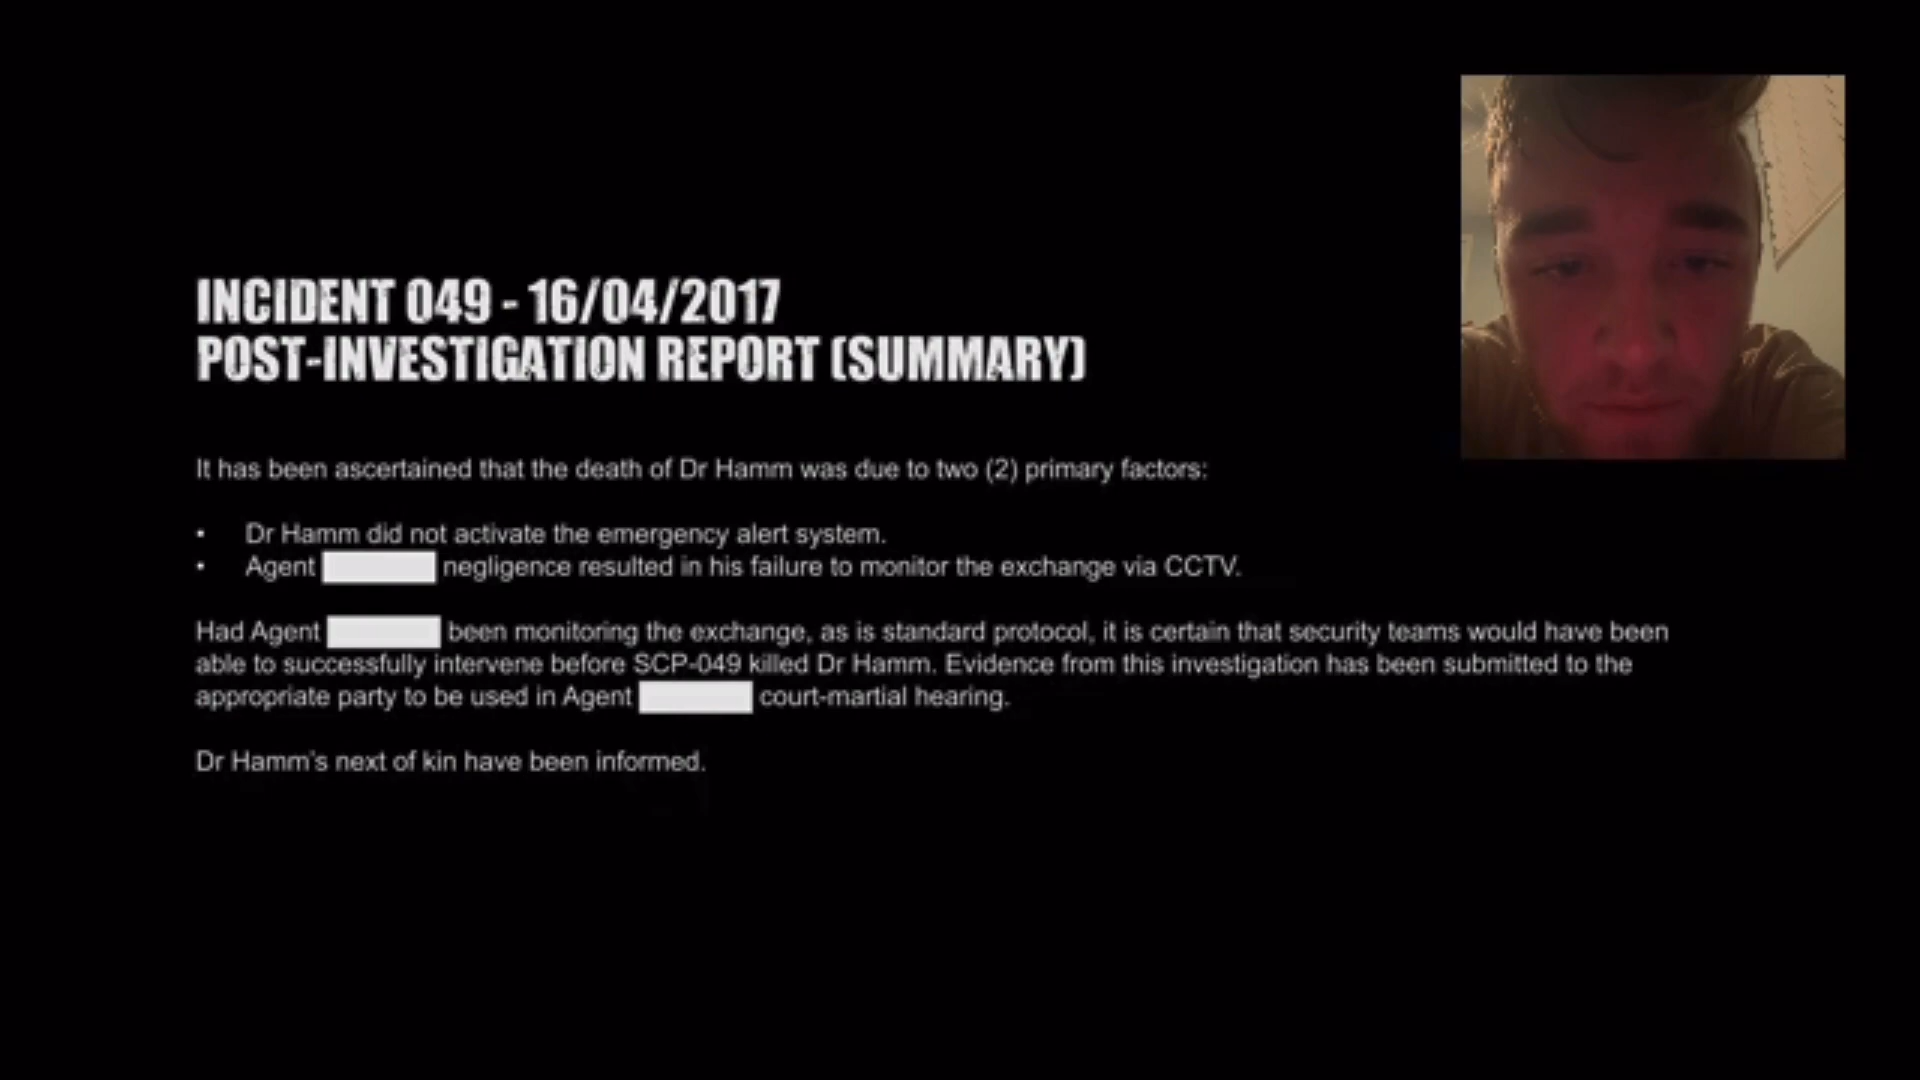 INCIDENT 049 - 16/04/2017
POST-INVESTIGATION REPORT (SUMMARY)
It has been ascertained that the death of Dr Hamm was due to two (2) primary factors:
• Dr Hamm did not activate the emergency alert system.
• Agent negligence resulted in his failure to monitor the exchange via CCTV.
Had Agent been monitoring the exchange, as is standard protocol, it is certain that security teams would have been
able to successfully intervene before SCP-049 killed Dr Hamm. Evidence from this investigation has been submitted to the
appropriate party to be used in Agent court-martial hearing.
Dr Hamm's next of kin have been informed.